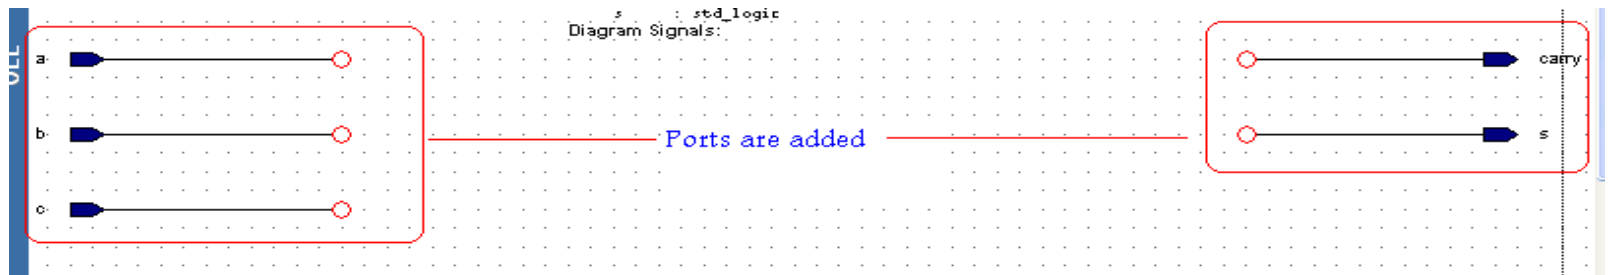 s : std_logic
Diagram Signals:
a
carry
b
Ports are added
s
c